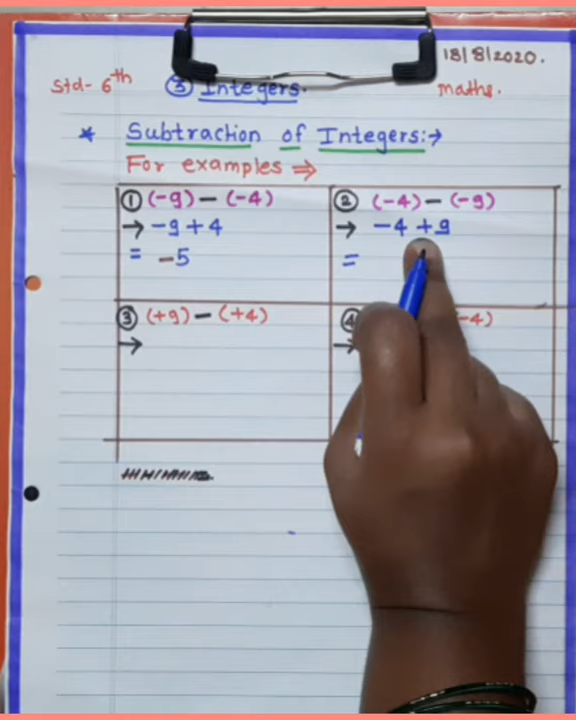 18/8/2020.
Std- 6th ③ Integers. maths.
* Subtraction of Integers:→
For examples ⇒
① (-9) - (-4)
→ -9 + 4
= -5
② (-4) - (-9)
→ -4 + 9
=
③ (+9) - (+4)
→
④ -4)
→